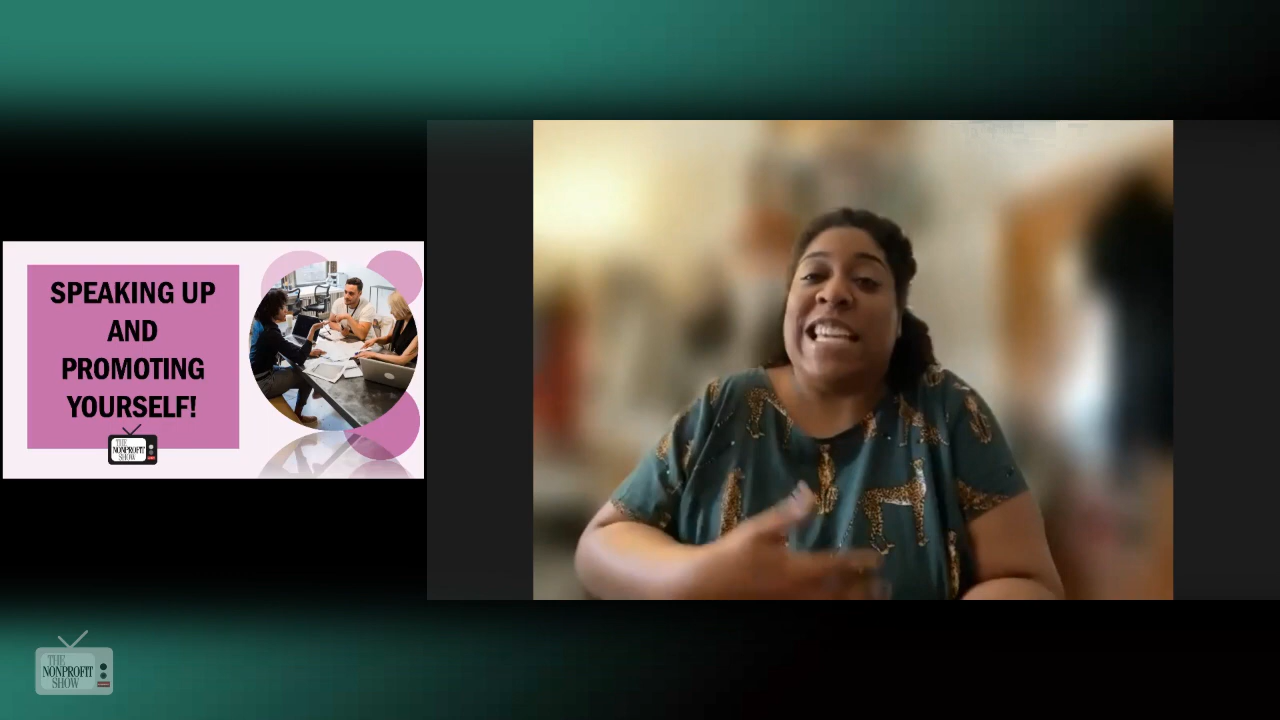 SPEAKING UP
AND
PROMOTING
YOURSELF!
THE
NONPROFIT
SHOW
THE
NONPROFIT
SHOW